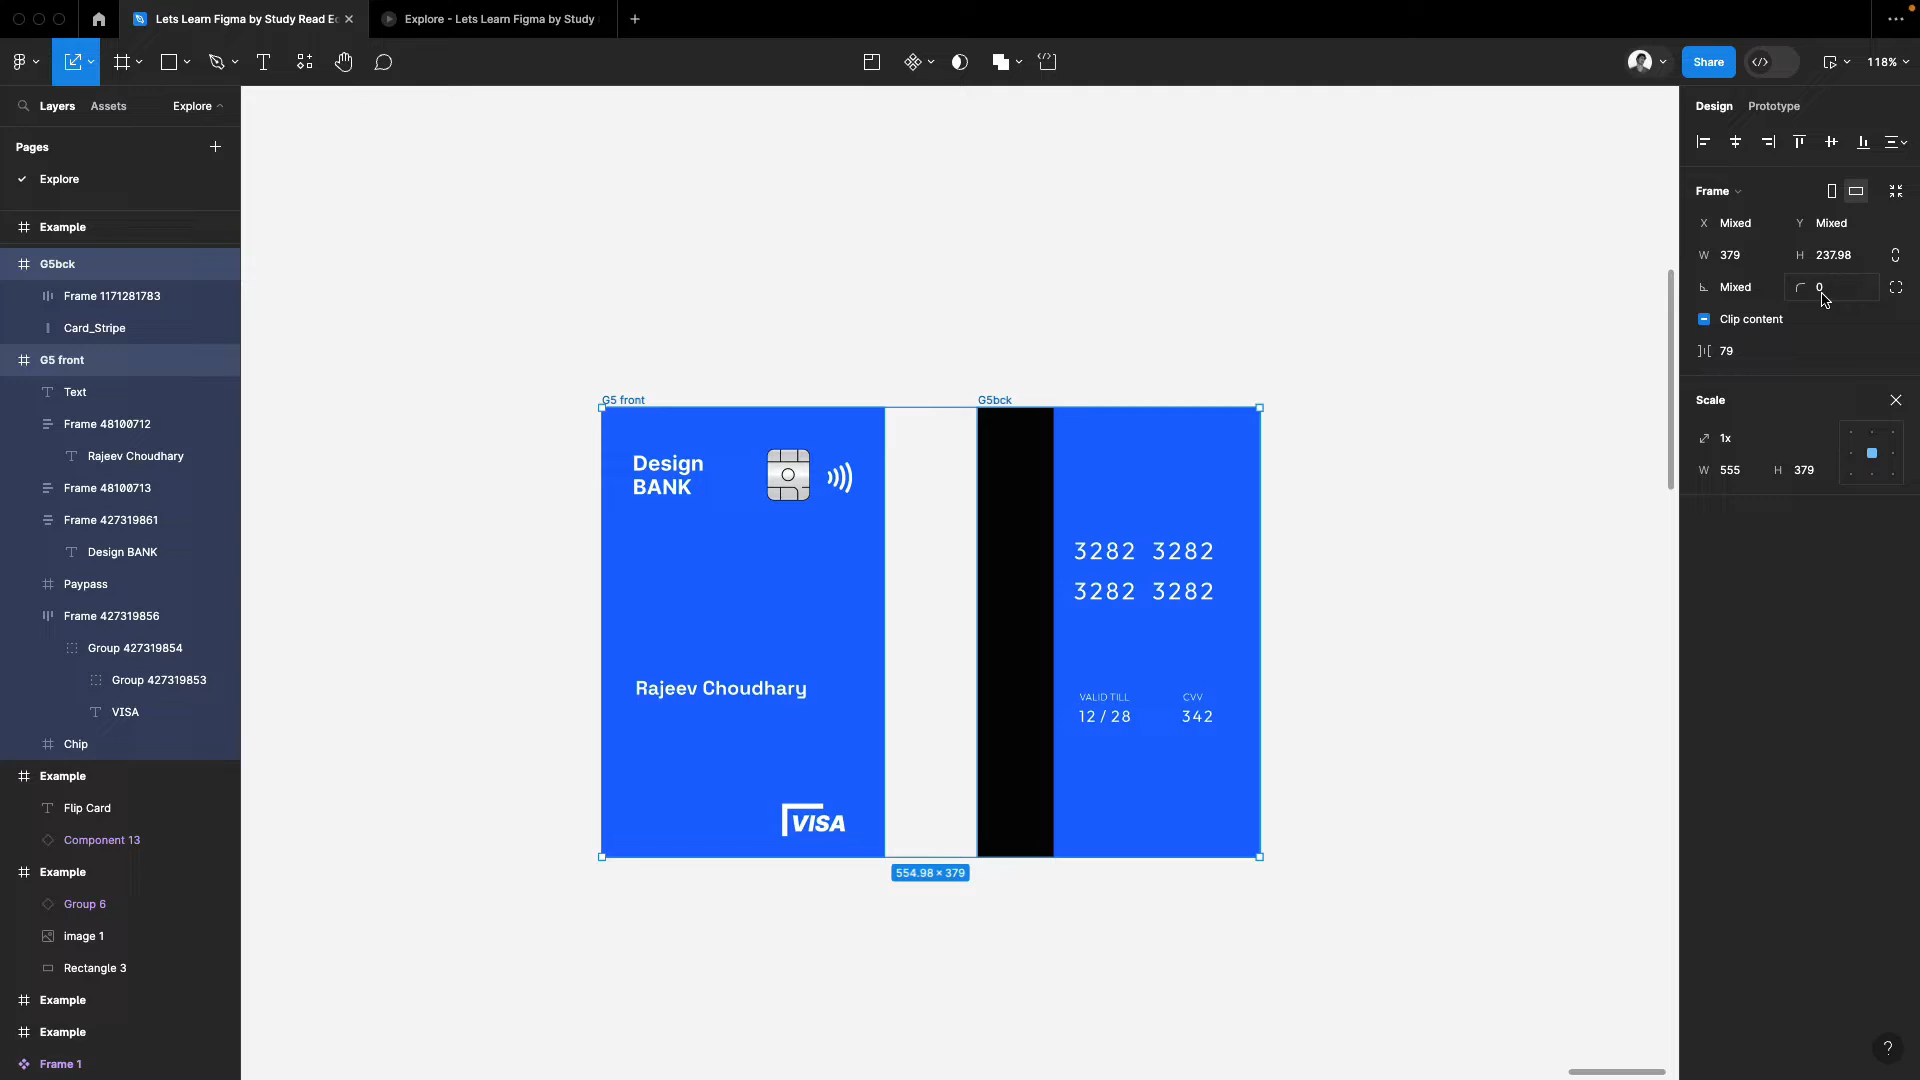 Lets Learn Figma by Study Read Ec
Explore - Lets Learn Figma by Study
Share
118%
Layers
Assets
Explore
Pages
Explore
Example
G5bck
Frame 1171281783
Card_Stripe
G5 front
Text
Frame 48100712
Rajeev Choudhary
Frame 48100713
Frame 427319861
Design BANK
Paypass
Frame 427319856
Group 427319854
Group 427319853
VISA
Chip
Example
Flip Card
Component 13
Example
Group 6
image 1
Rectangle 3
Example
Example
Frame 1
G5 front
G5bck
Design
BANK
Rajeev Choudhary
VISA
3282 3282
3282 3282
VALID TILL
CVV
12 / 28
342
554.98 × 379
Design
Prototype
Frame
X Mixed
Y Mixed
W 379
H 237.98
Mixed
0
Clip content
79
Scale
1x
W 555
H 379
?